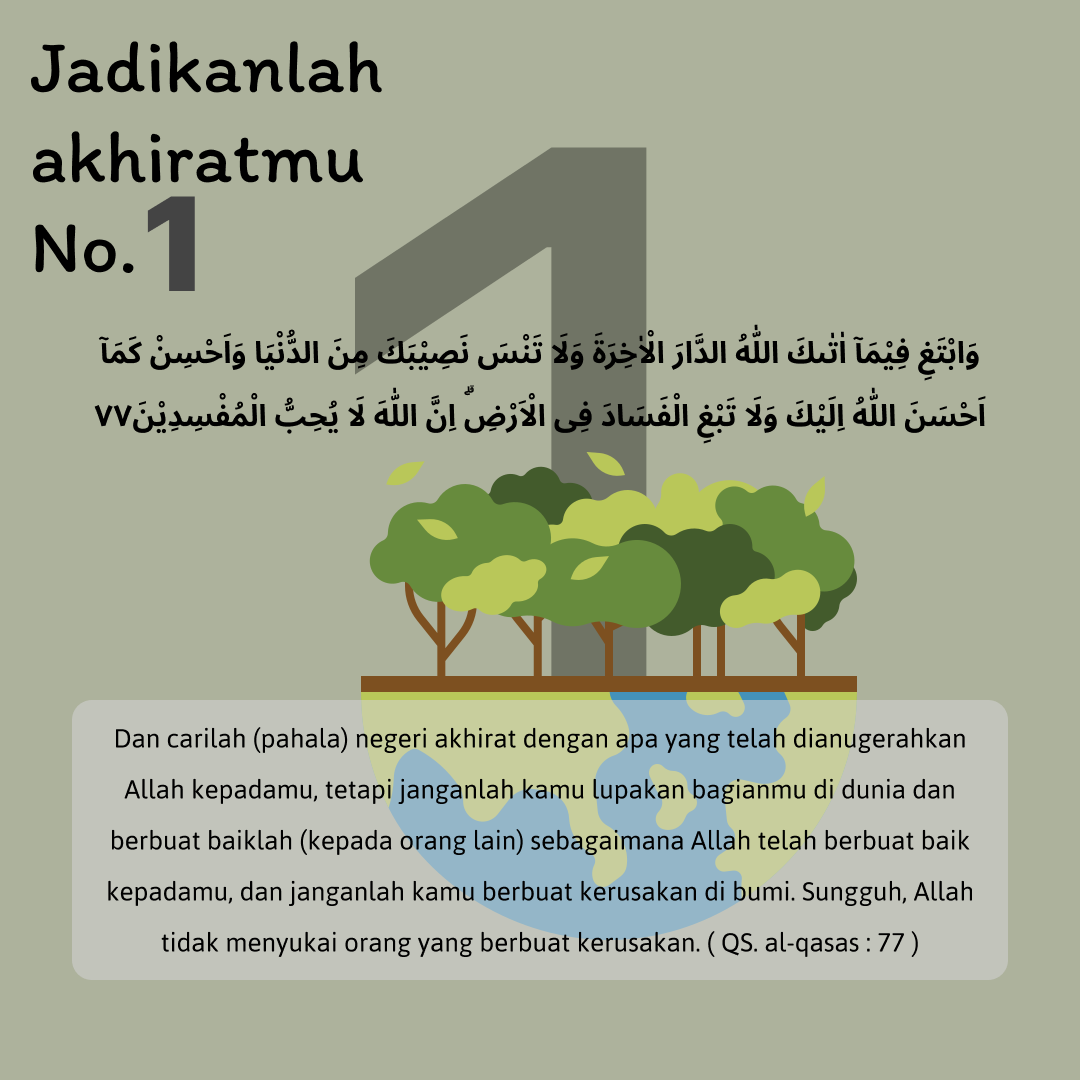 Jadikanlah
akhiratmu
No.1
1
وَابْتَغِ فِيْمَآ اٰتٰىكَ اللّٰهُ الدَّارَ الْاٰخِرَةَ وَلَا تَنْسَ نَصِيْبَكَ مِنَ الدُّنْيَا وَاَحْسِنْ كَمَآ
اَحْسَنَ اللّٰهُ اِلَيْكَ وَلَا تَبْغِ الْفَسَادَ فِى الْاَرْضِۗ اِنَّ اللّٰهَ لَا يُحِبُّ الْمُفْسِدِيْنَ٧٧
Dan carilah (pahala) negeri akhirat dengan apa yang telah dianugerahkan
Allah kepadamu, tetapi janganlah kamu lupakan bagianmu di dunia dan
berbuat baiklah (kepada orang lain) sebagaimana Allah telah berbuat baik
kepadamu, dan janganlah kamu berbuat kerusakan di bumi. Sungguh, Allah
tidak menyukai orang yang berbuat kerusakan. ( QS. al-qasas : 77 )